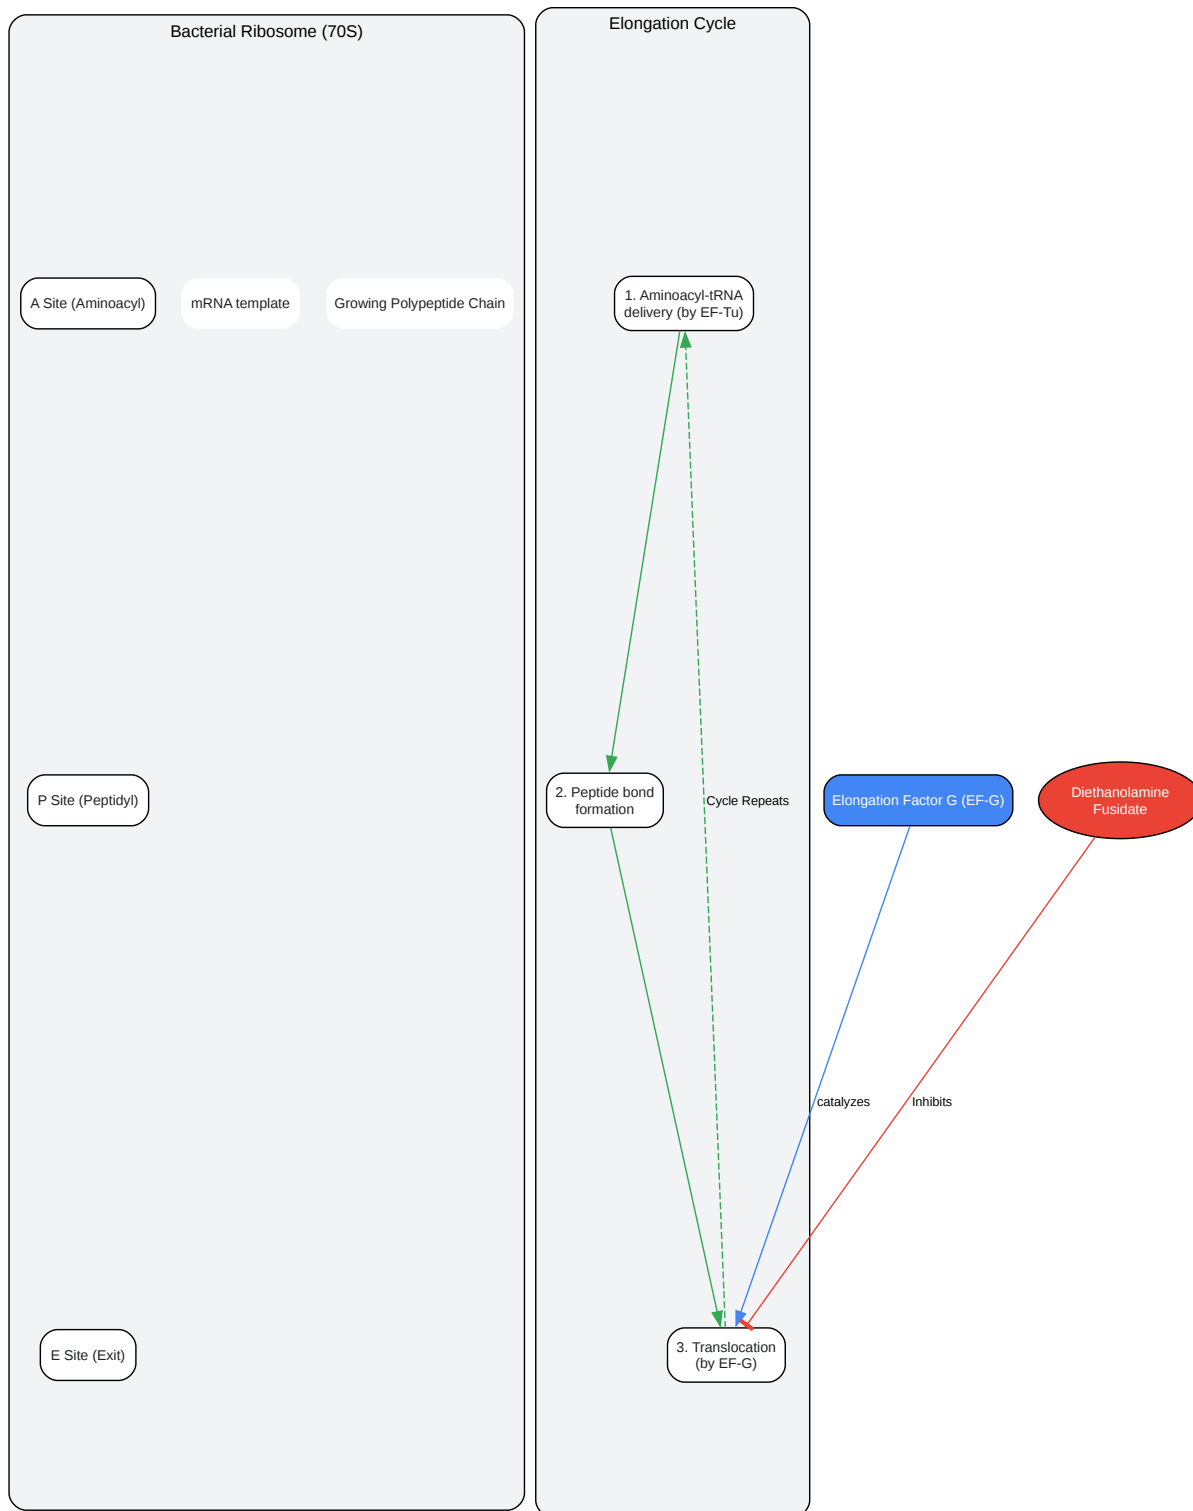 Bacterial Ribosome (70S)
A Site (Aminoacyl)
mRNA template
Growing Polypeptide Chain
P Site (Peptidyl)
E Site (Exit)
Elongation Cycle
1. Aminoacyl-tRNA
delivery (by EF-Tu)
2. Peptide bond
formation
Cycle Repeats
3. Translocation
(by EF-G)
Elongation Factor G (EF-G)
catalyzes
Diethanolamine
Fusidate
Inhibits